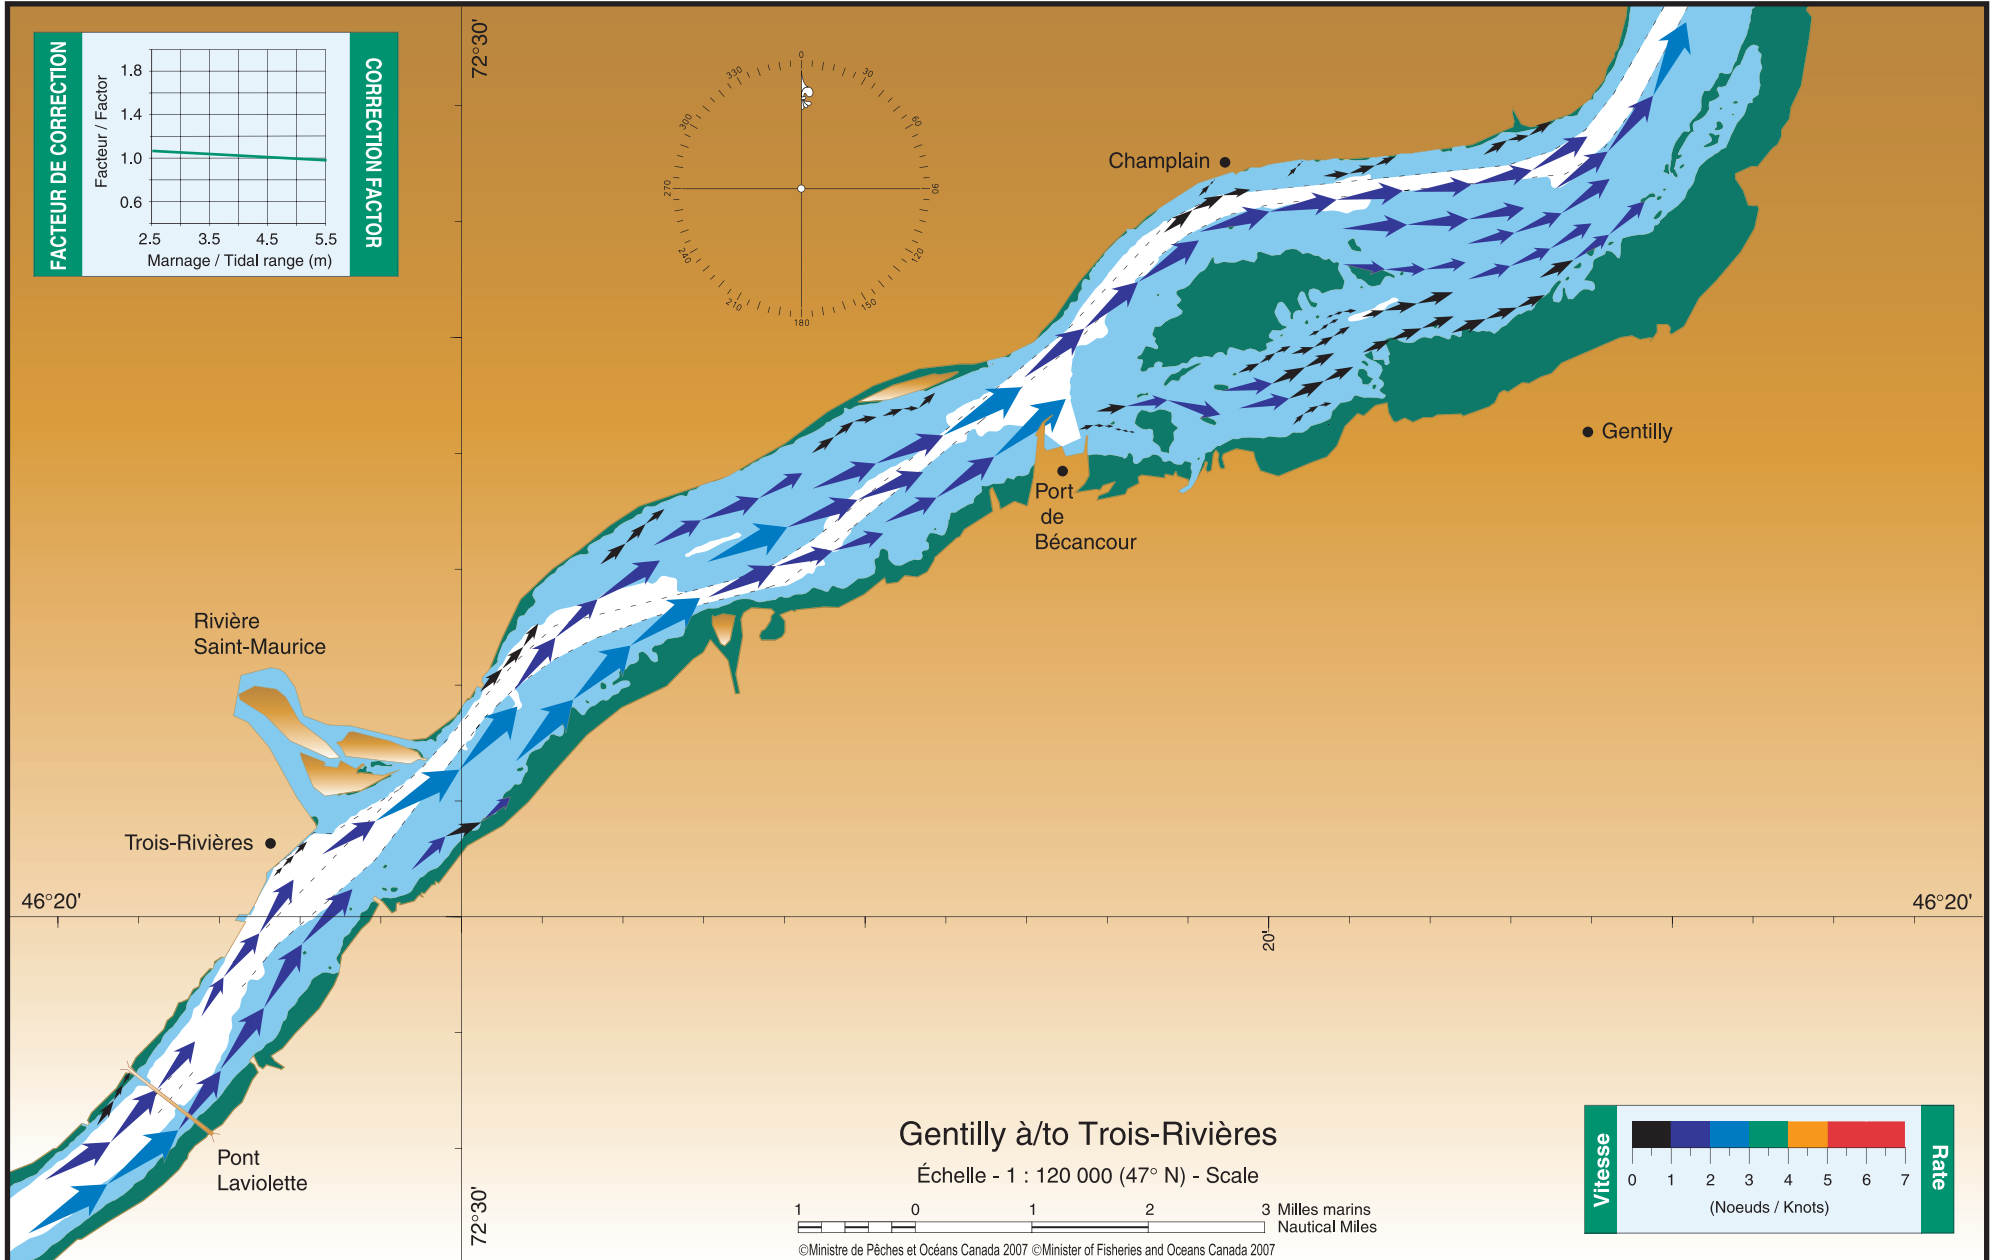 FACTEUR DE CORRECTION
Facteur / Factor
1.8
1.4
1.0
0.6
2.5 3.5 4.5 5.5
Marnage / Tidal range (m)
CORRECTION FACTOR
72°30'
0
30
60
90
120
150
180
210
240
270
300
330
Champlain
Gentilly
Port
de
Bécancour
Rivière
Saint-Maurice
Trois-Rivières
46°20'
46°20'
20'
Pont
Laviolette
72°30'
Gentilly à/to Trois-Rivières
Échelle - 1 : 120 000 (47° N) - Scale
1 0 1 2 3 Milles marins
Nautical Miles
©Ministre de Pêches et Océans Canada 2007 ©Minister of Fisheries and Oceans Canada 2007
Vitesse
0 1 2 3 4 5 6 7
(Noeuds / Knots)
Rate